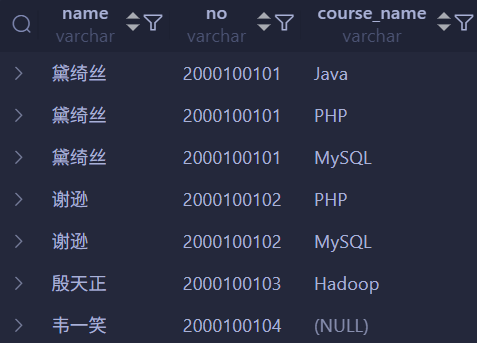 name no course_name
varchar varchar varchar
黛绮丝 2000100101 Java
黛绮丝 2000100101 PHP
黛绮丝 2000100101 MySQL
谢逊 2000100102 PHP
谢逊 2000100102 MySQL
殷天正 2000100103 Hadoop
韦一笑 2000100104 (NULL)